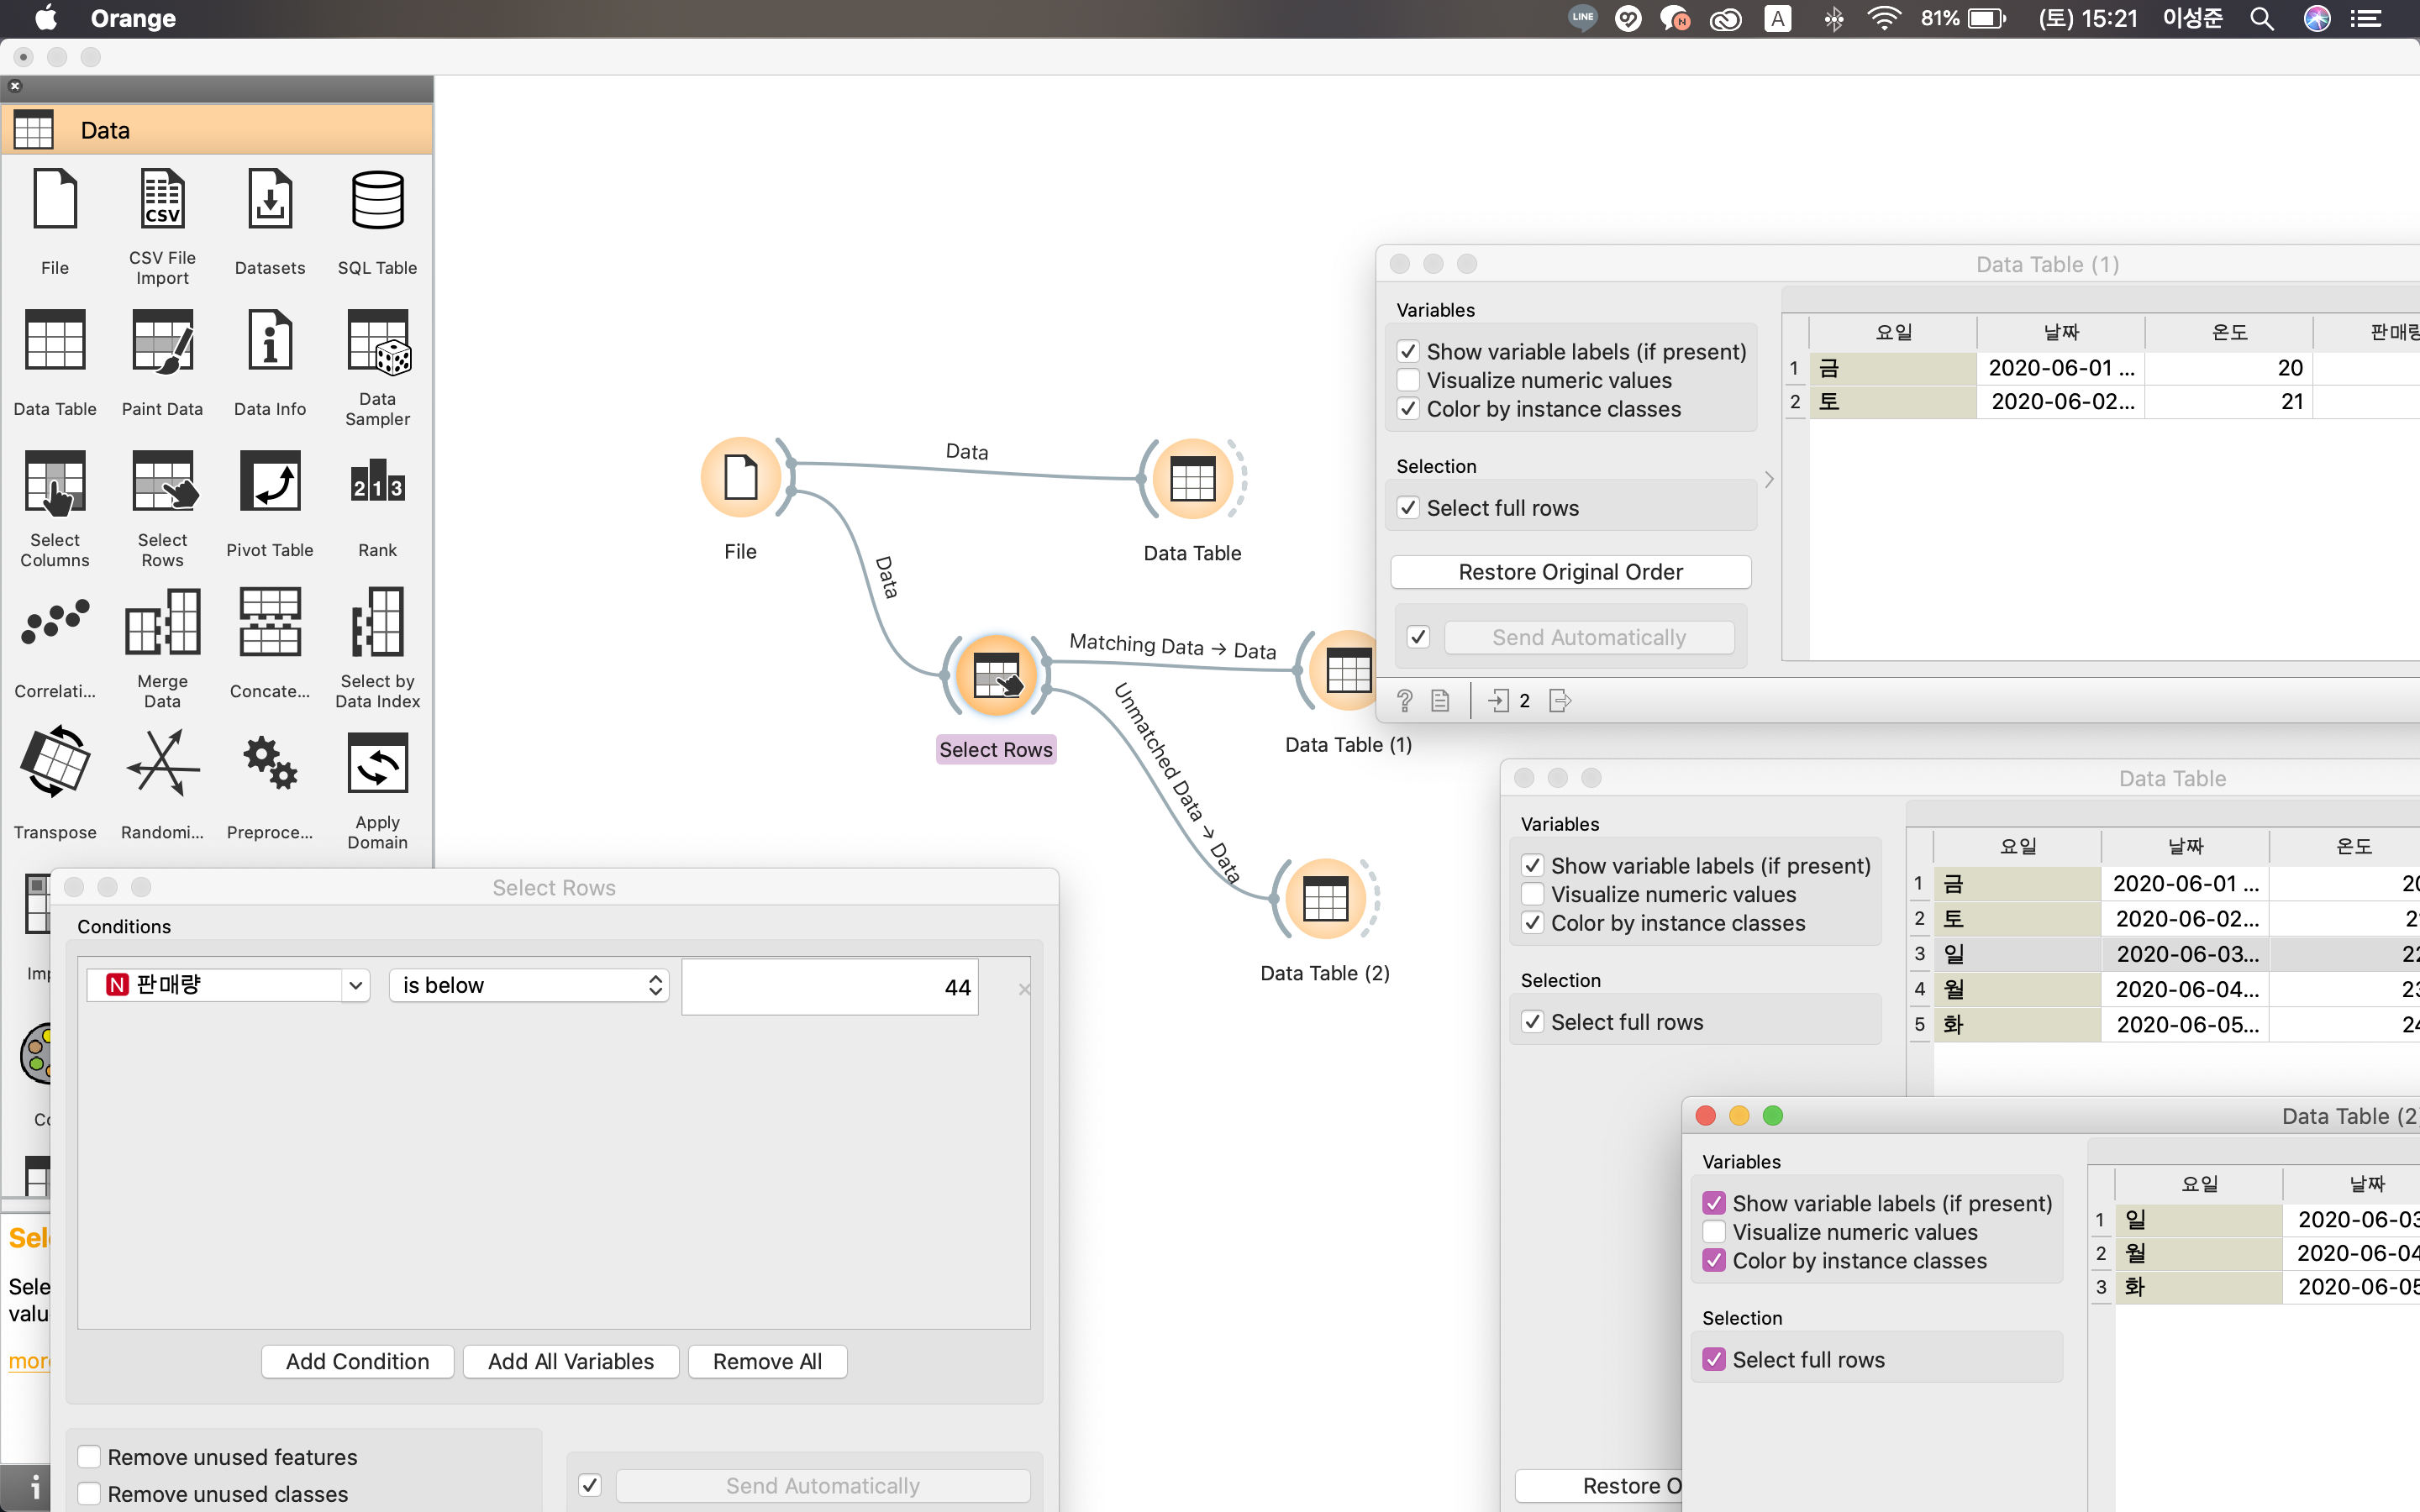 Orange
LINE
N
A
81%
(토) 15:21
이성준
Data
File
CSV
CSV File
Import
Datasets
SQL Table
Data Table
Paint Data
Data Info
Data
Sampler
Select
Columns
Select
Rows
Pivot Table
213
Rank
Correlati...
Merge
Data
Concate...
Select by
Data Index
Transpose
Randomi...
Preproce...
Apply
Domain
File
Data
Data Table
Data
Select Rows
Matching Data → Data
Data Table (1)
Unmatched Data → Data
Data Table (2)
Data Table (1)
Variables
Show variable labels (if present)
Visualize numeric values
Color by instance classes
Selection
Select full rows
Restore Original Order
Send Automatically
? 2
요일 날짜 온도 판매량
1 금 2020-06-01 ... 20
2 토 2020-06-02... 21
Data Table
Variables
Show variable labels (if present)
Visualize numeric values
Color by instance classes
Selection
Select full rows
Restore O
요일 날짜 온도
1 금 2020-06-01 ...
2 토 2020-06-02...
3 일 2020-06-03...
4 월 2020-06-04...
5 화 2020-06-05...
Data Table (2
Variables
Show variable labels (if present)
Visualize numeric values
Color by instance classes
Selection
Select full rows
요일 날짜
1 일 2020-06-03
2 월 2020-06-04
3 화 2020-06-05
Select Rows
Conditions
N 판매량 is below 44
Add Condition Add All Variables Remove All
Remove unused features
Remove unused classes
Send Automatically
Sel
Sele
valu
more